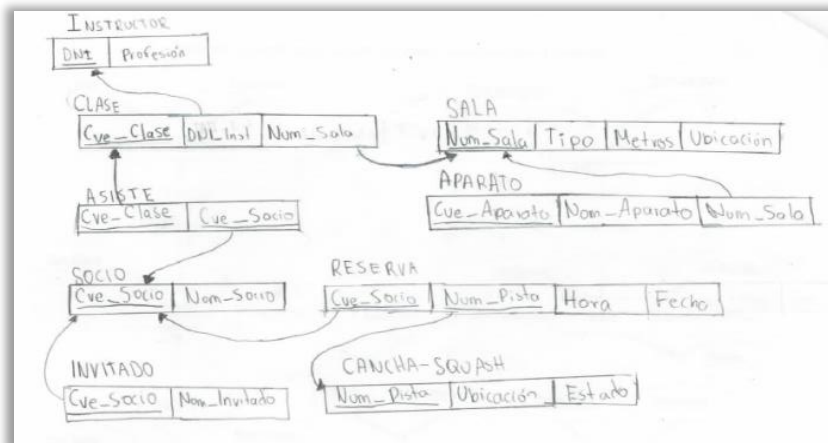 INSTRUCTOR
DNI Profesión
CLASE
Cve_Clase DNI_Inst Num_Sala
SALA
Num_Sala Tipo Metros Ubicación
ASISTE
Cve_Clase Cve_Socio
APARATO
Cve_Aparato Nom_Aparato Num_Sala
SOCIO
Cve_Socio Nom_Socio
RESERVA
Cve_Socio Num_Pista Hora Fecha
INVITADO
Cve_Socio Nom_Invitado
CANCHA-SQUASH
Num_Pista Ubicación Estado